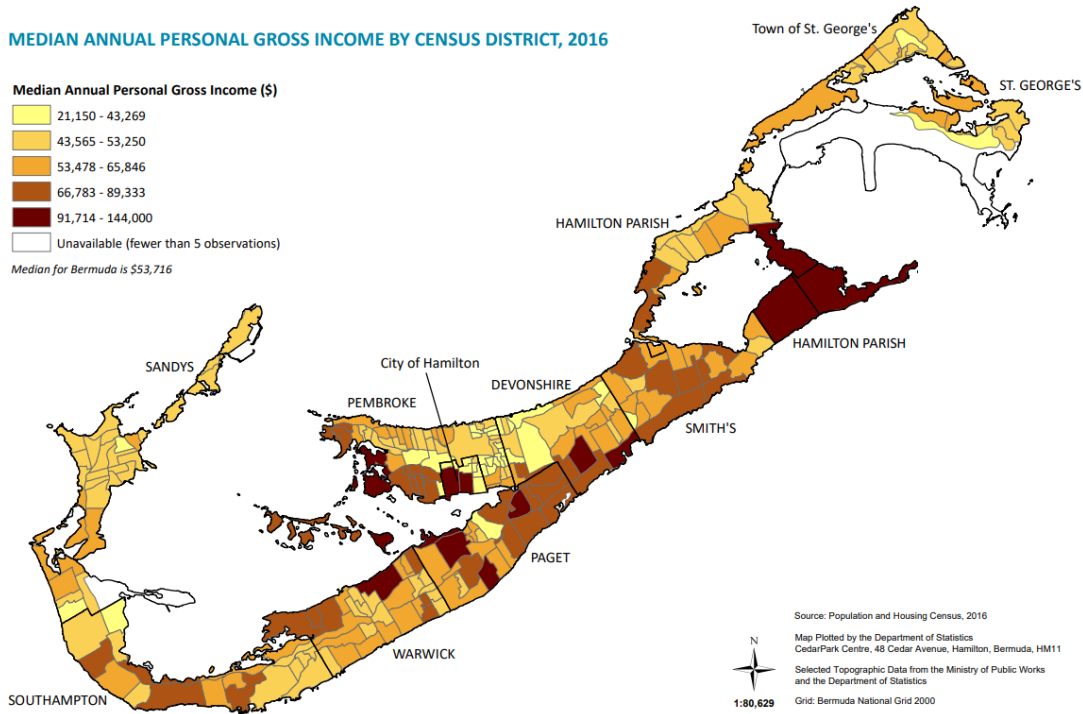 MEDIAN ANNUAL PERSONAL GROSS INCOME BY CENSUS DISTRICT, 2016
Median Annual Personal Gross Income ($)
21,150 - 43,269
43,565 - 53,250
53,478 - 65,846
66,783 - 89,333
91,714 - 144,000
Unavailable (fewer than 5 observations)
Median for Bermuda is $53,716
Town of St. George's
ST. GEORGE'S
HAMILTON PARISH
HAMILTON PARISH
SANDYS
City of Hamilton
DEVONSHIRE
PEMBROKE
SMITH'S
PAGET
WARWICK
SOUTHAMPTON
N
1:80,629
Source: Population and Housing Census, 2016
Map Plotted by the Department of Statistics
CedarPark Centre, 48 Cedar Avenue, Hamilton, Bermuda, HM11
Selected Topographic Data from the Ministry of Public Works
and the Department of Statistics
Grid: Bermuda National Grid 2000